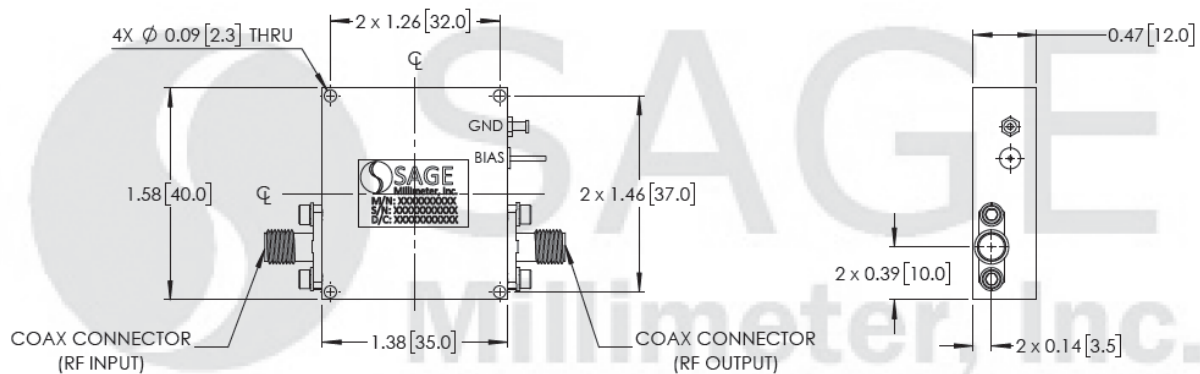 2 x 1.26[32.0]
4X Ø 0.09[2.3] THRU
0.47[12.0]
℄
GND
BIAS
SAGE
Millimeter, Inc.
M/N: XXXXXXXXXX
S/N: XXXXXXXXXXX
D/C: XXXXXXXXXXX
1.58[40.0]
℄
2 x 1.46[37.0]
2 x 0.39[10.0]
COAX CONNECTOR
(RF INPUT)
1.38[35.0]
COAX CONNECTOR
(RF OUTPUT)
2 x 0.14[3.5]
SAGE
Millimeter, Inc.